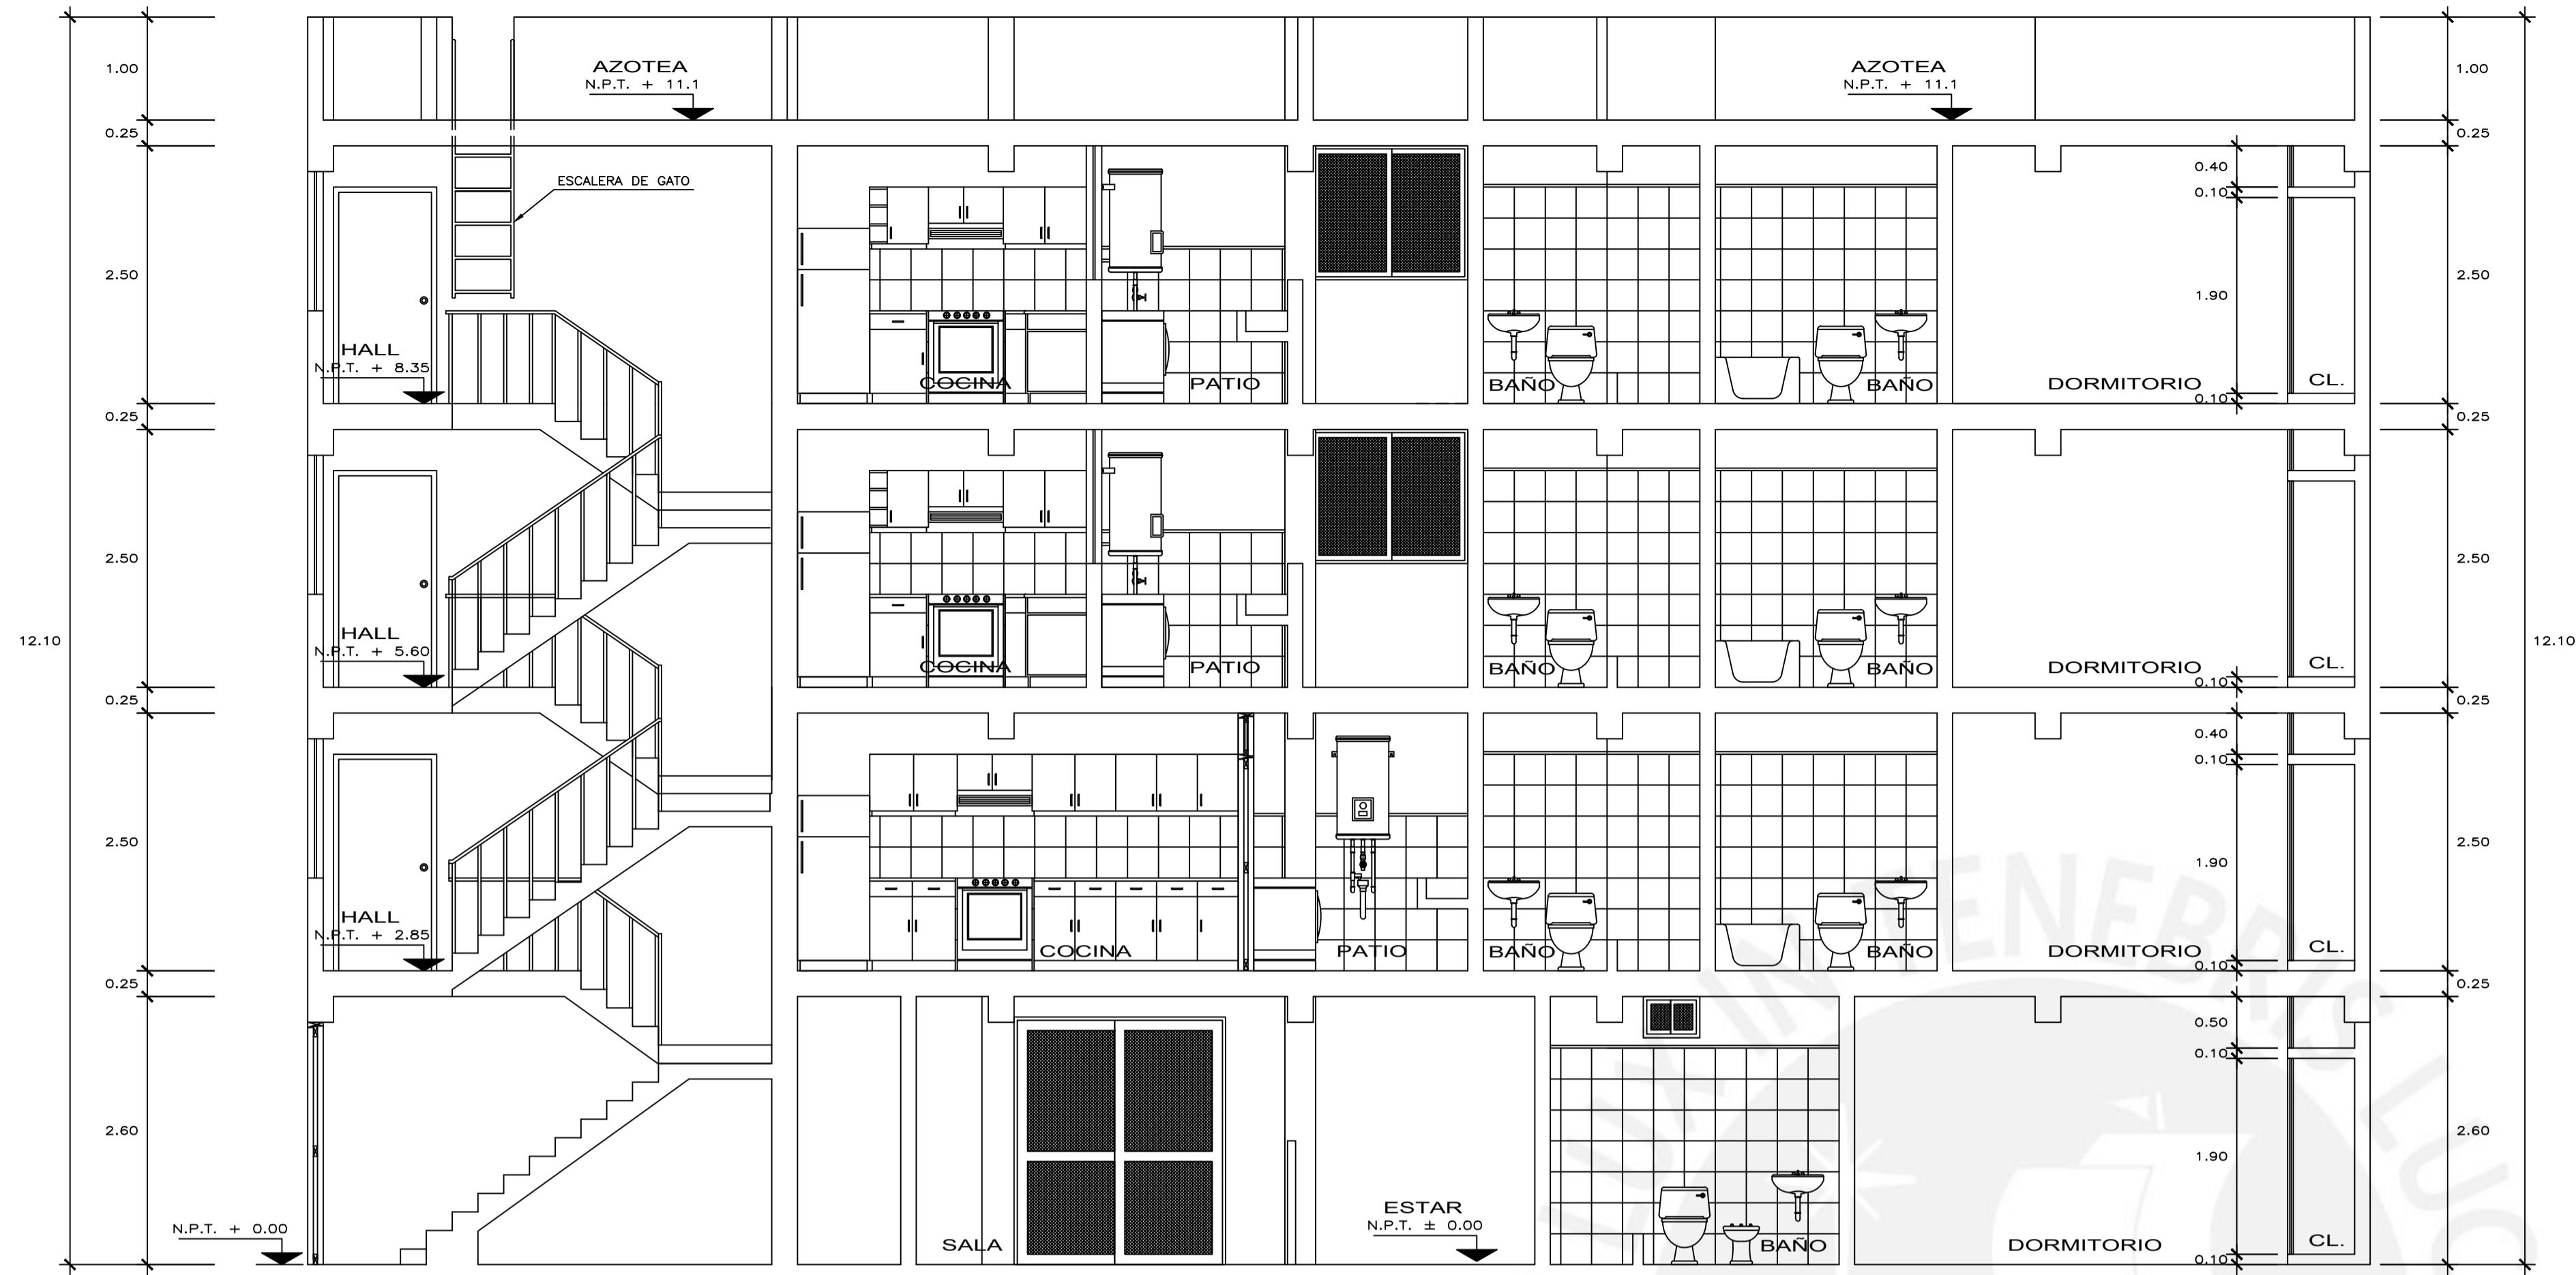 1.00
AZOTEA
N.P.T. + 11.1
AZOTEA
N.P.T. + 11.1
1.00
0.25
0.25
ESCALERA DE GATO
0.40
0.10
2.50
1.90
2.50
HALL
N.P.T. + 8.35
COCINA
PATIO
BAÑO
BAÑO
DORMITORIO
CL.
0.10
0.25
0.25
2.50
2.50
12.10
12.10
HALL
N.P.T. + 5.60
COCINA
PATIO
BAÑO
BAÑO
DORMITORIO
CL.
0.10
0.25
0.25
0.40
0.10
2.50
1.90
2.50
HALL
N.P.T. + 2.85
COCINA
PATIO
BAÑO
BAÑO
DORMITORIO
CL.
0.10
0.25
0.25
0.50
0.10
2.60
1.90
2.60
N.P.T. + 0.00
SALA
ESTAR
N.P.T. ± 0.00
BAÑO
DORMITORIO
CL.
0.10
LUX IN TENEBRIS LUC